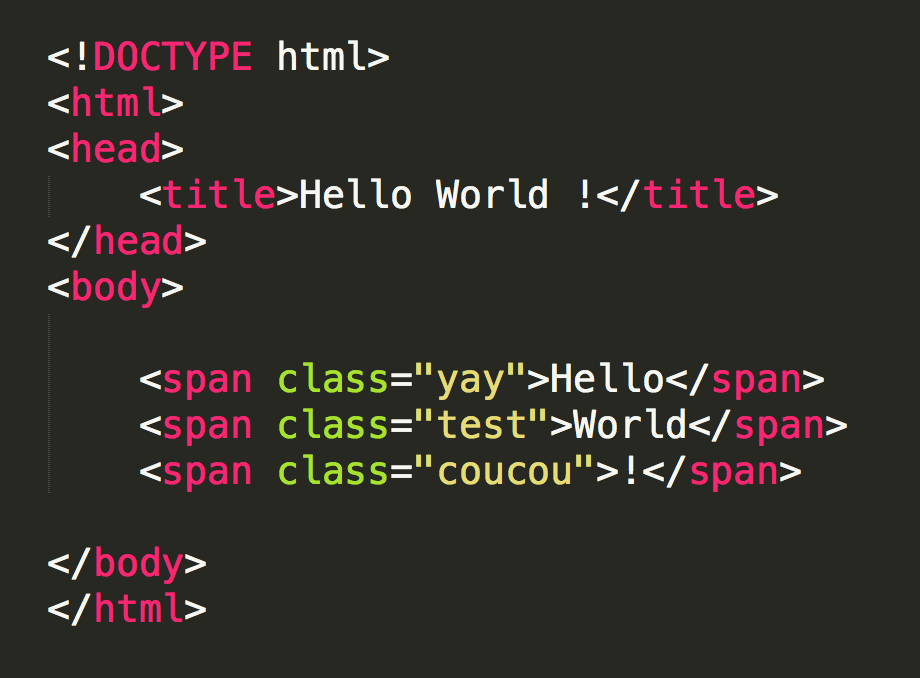 <!DOCTYPE html>
<html>
<head>
    <title>Hello World !</title>
</head>
<body>

    <span class="yay">Hello</span>
    <span class="test">World</span>
    <span class="coucou">!</span>

</body>
</html>